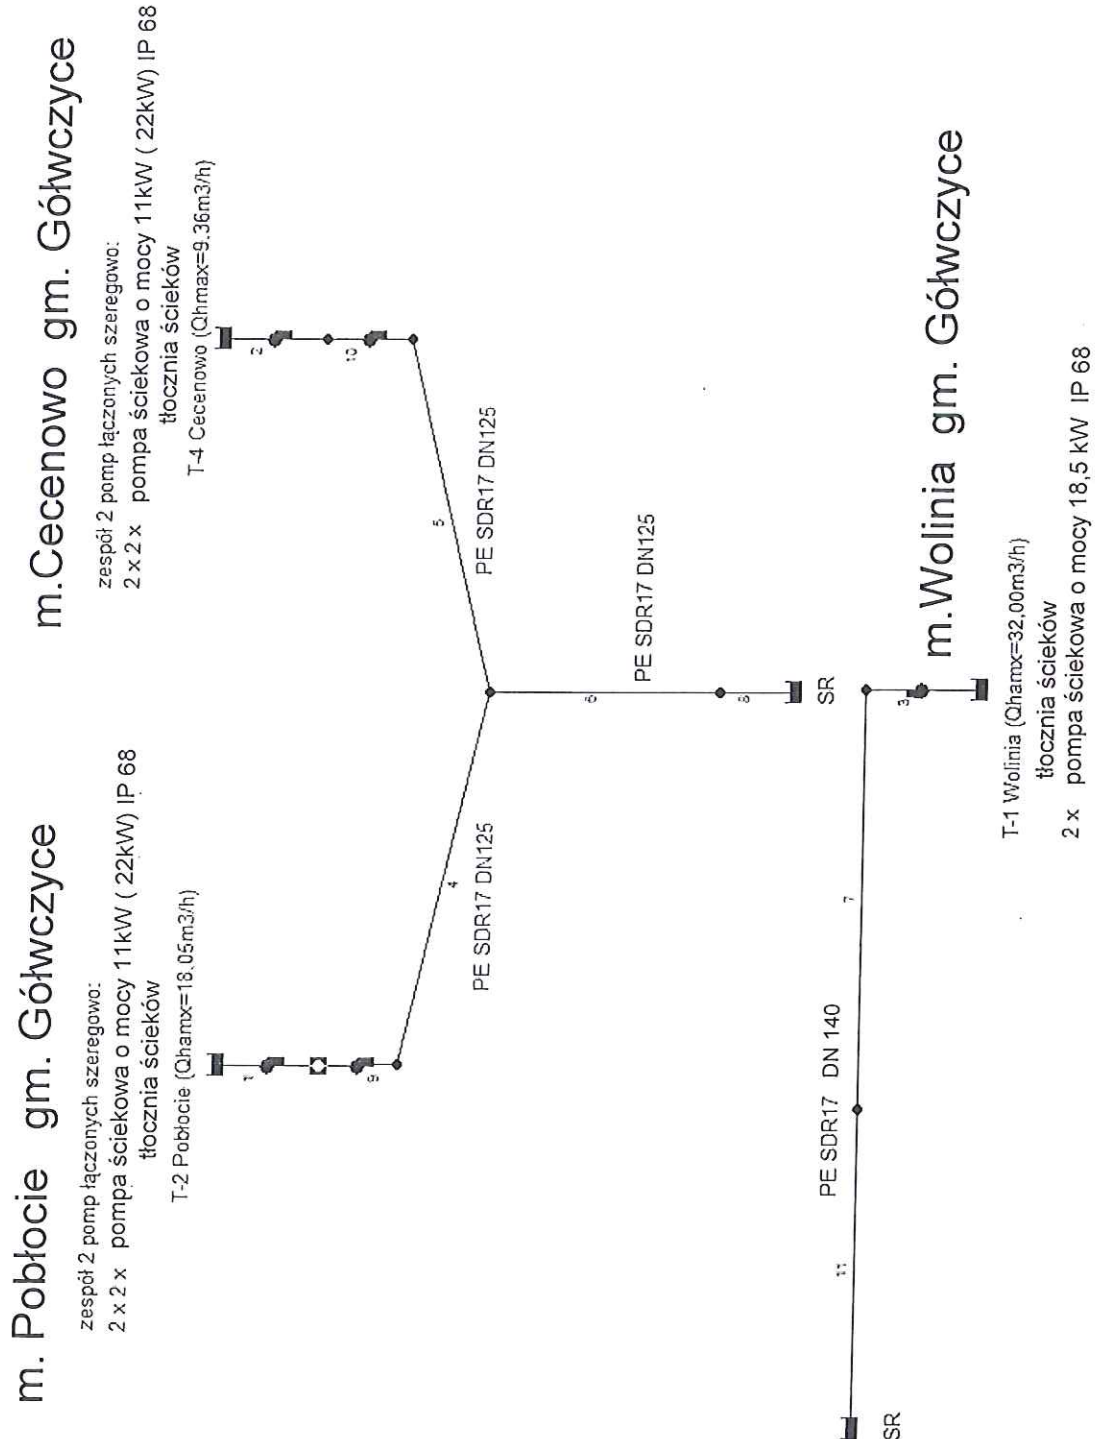 m. Pobłocie gm. Gółwczyce
zespół 2 pomp łączonych szeregowo:
2 x 2 x pompa ściekowa o mocy 11kW ( 22kW) IP 68
tłocznia ścieków
T-2 Pobłocie (Qhamx=18.05m3/h)
1
9
4
PE SDR17 DN125
m.Cecenowo gm. Gółwczyce
zespół 2 pomp łączonych szeregowo:
2 x 2 x pompa ściekowa o mocy 11kW ( 22kW) IP 68
tłocznia ścieków
T-4 Cecenowo (Qhmax=9.36m3/h)
2
10
5
PE SDR17 DN125
6
PE SDR17 DN125
8
SR
SR
11
PE SDR17 DN 140
7
3
m.Wolinia gm. Gółwczyce
T-1 Wolinia (Qhamx=32,00m3/h)
tłocznia ścieków
2 x pompa ściekowa o mocy 18,5 kW IP 68